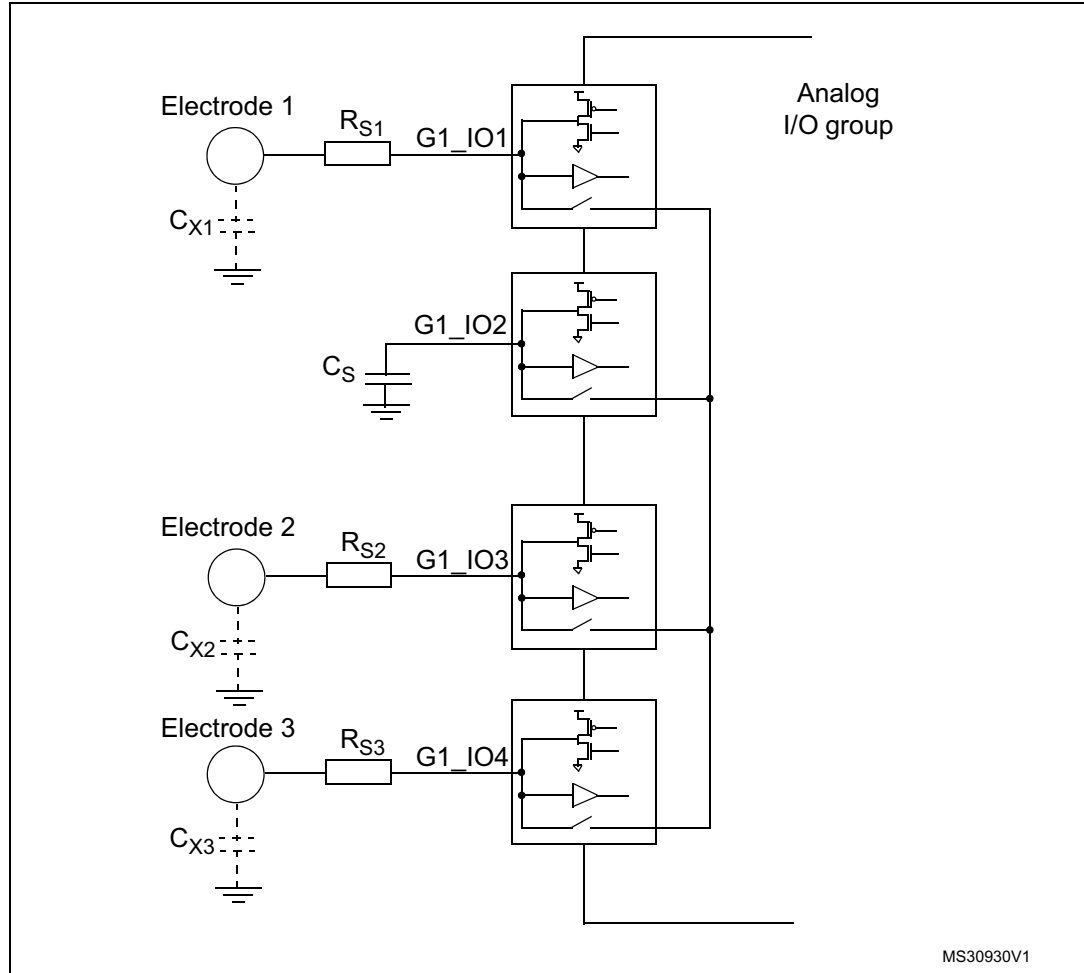 Analog
I/O group
Electrode 1
RS1
G1_IO1
CX1
G1_IO2
CS
Electrode 2
RS2
G1_IO3
CX2
Electrode 3
RS3
G1_IO4
CX3
MS30930V1